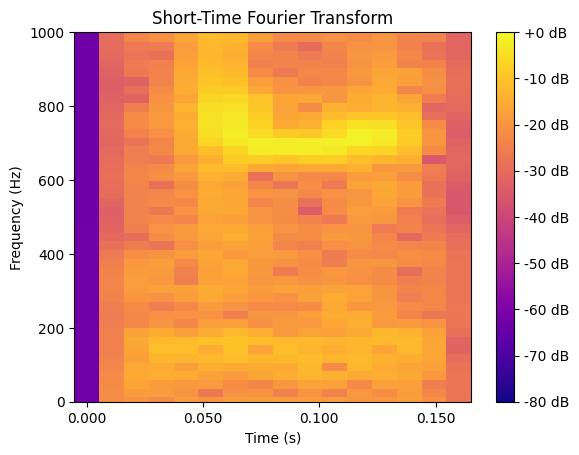 Short-Time Fourier Transform
1000
800
600
400
200
0
Frequency (Hz)
0.000
0.050
0.100
0.150
Time (s)
+0 dB
-10 dB
-20 dB
-30 dB
-40 dB
-50 dB
-60 dB
-70 dB
-80 dB